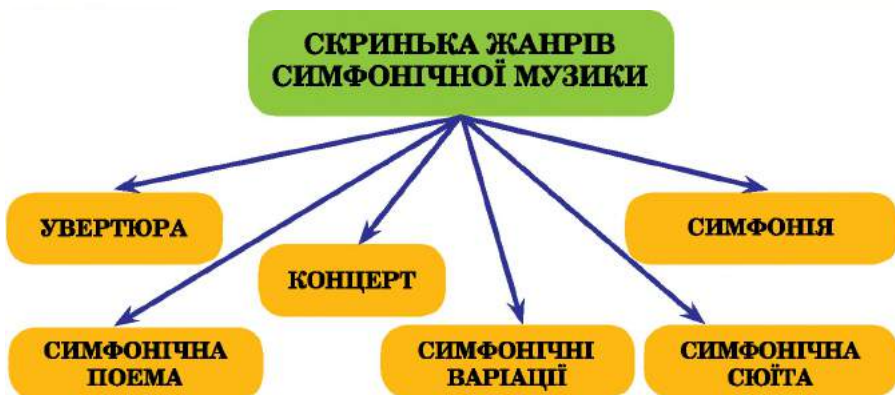 СКРИНЬКА ЖАНРІВ
СИМФОНІЧНОЇ МУЗИКИ
УВЕРТЮРА
СИМФОНІЯ
КОНЦЕРТ
СИМФОНІЧНА
ПОЕМА
СИМФОНІЧНІ
ВАРІАЦІЇ
СИМФОНІЧНА
СЮЇТА